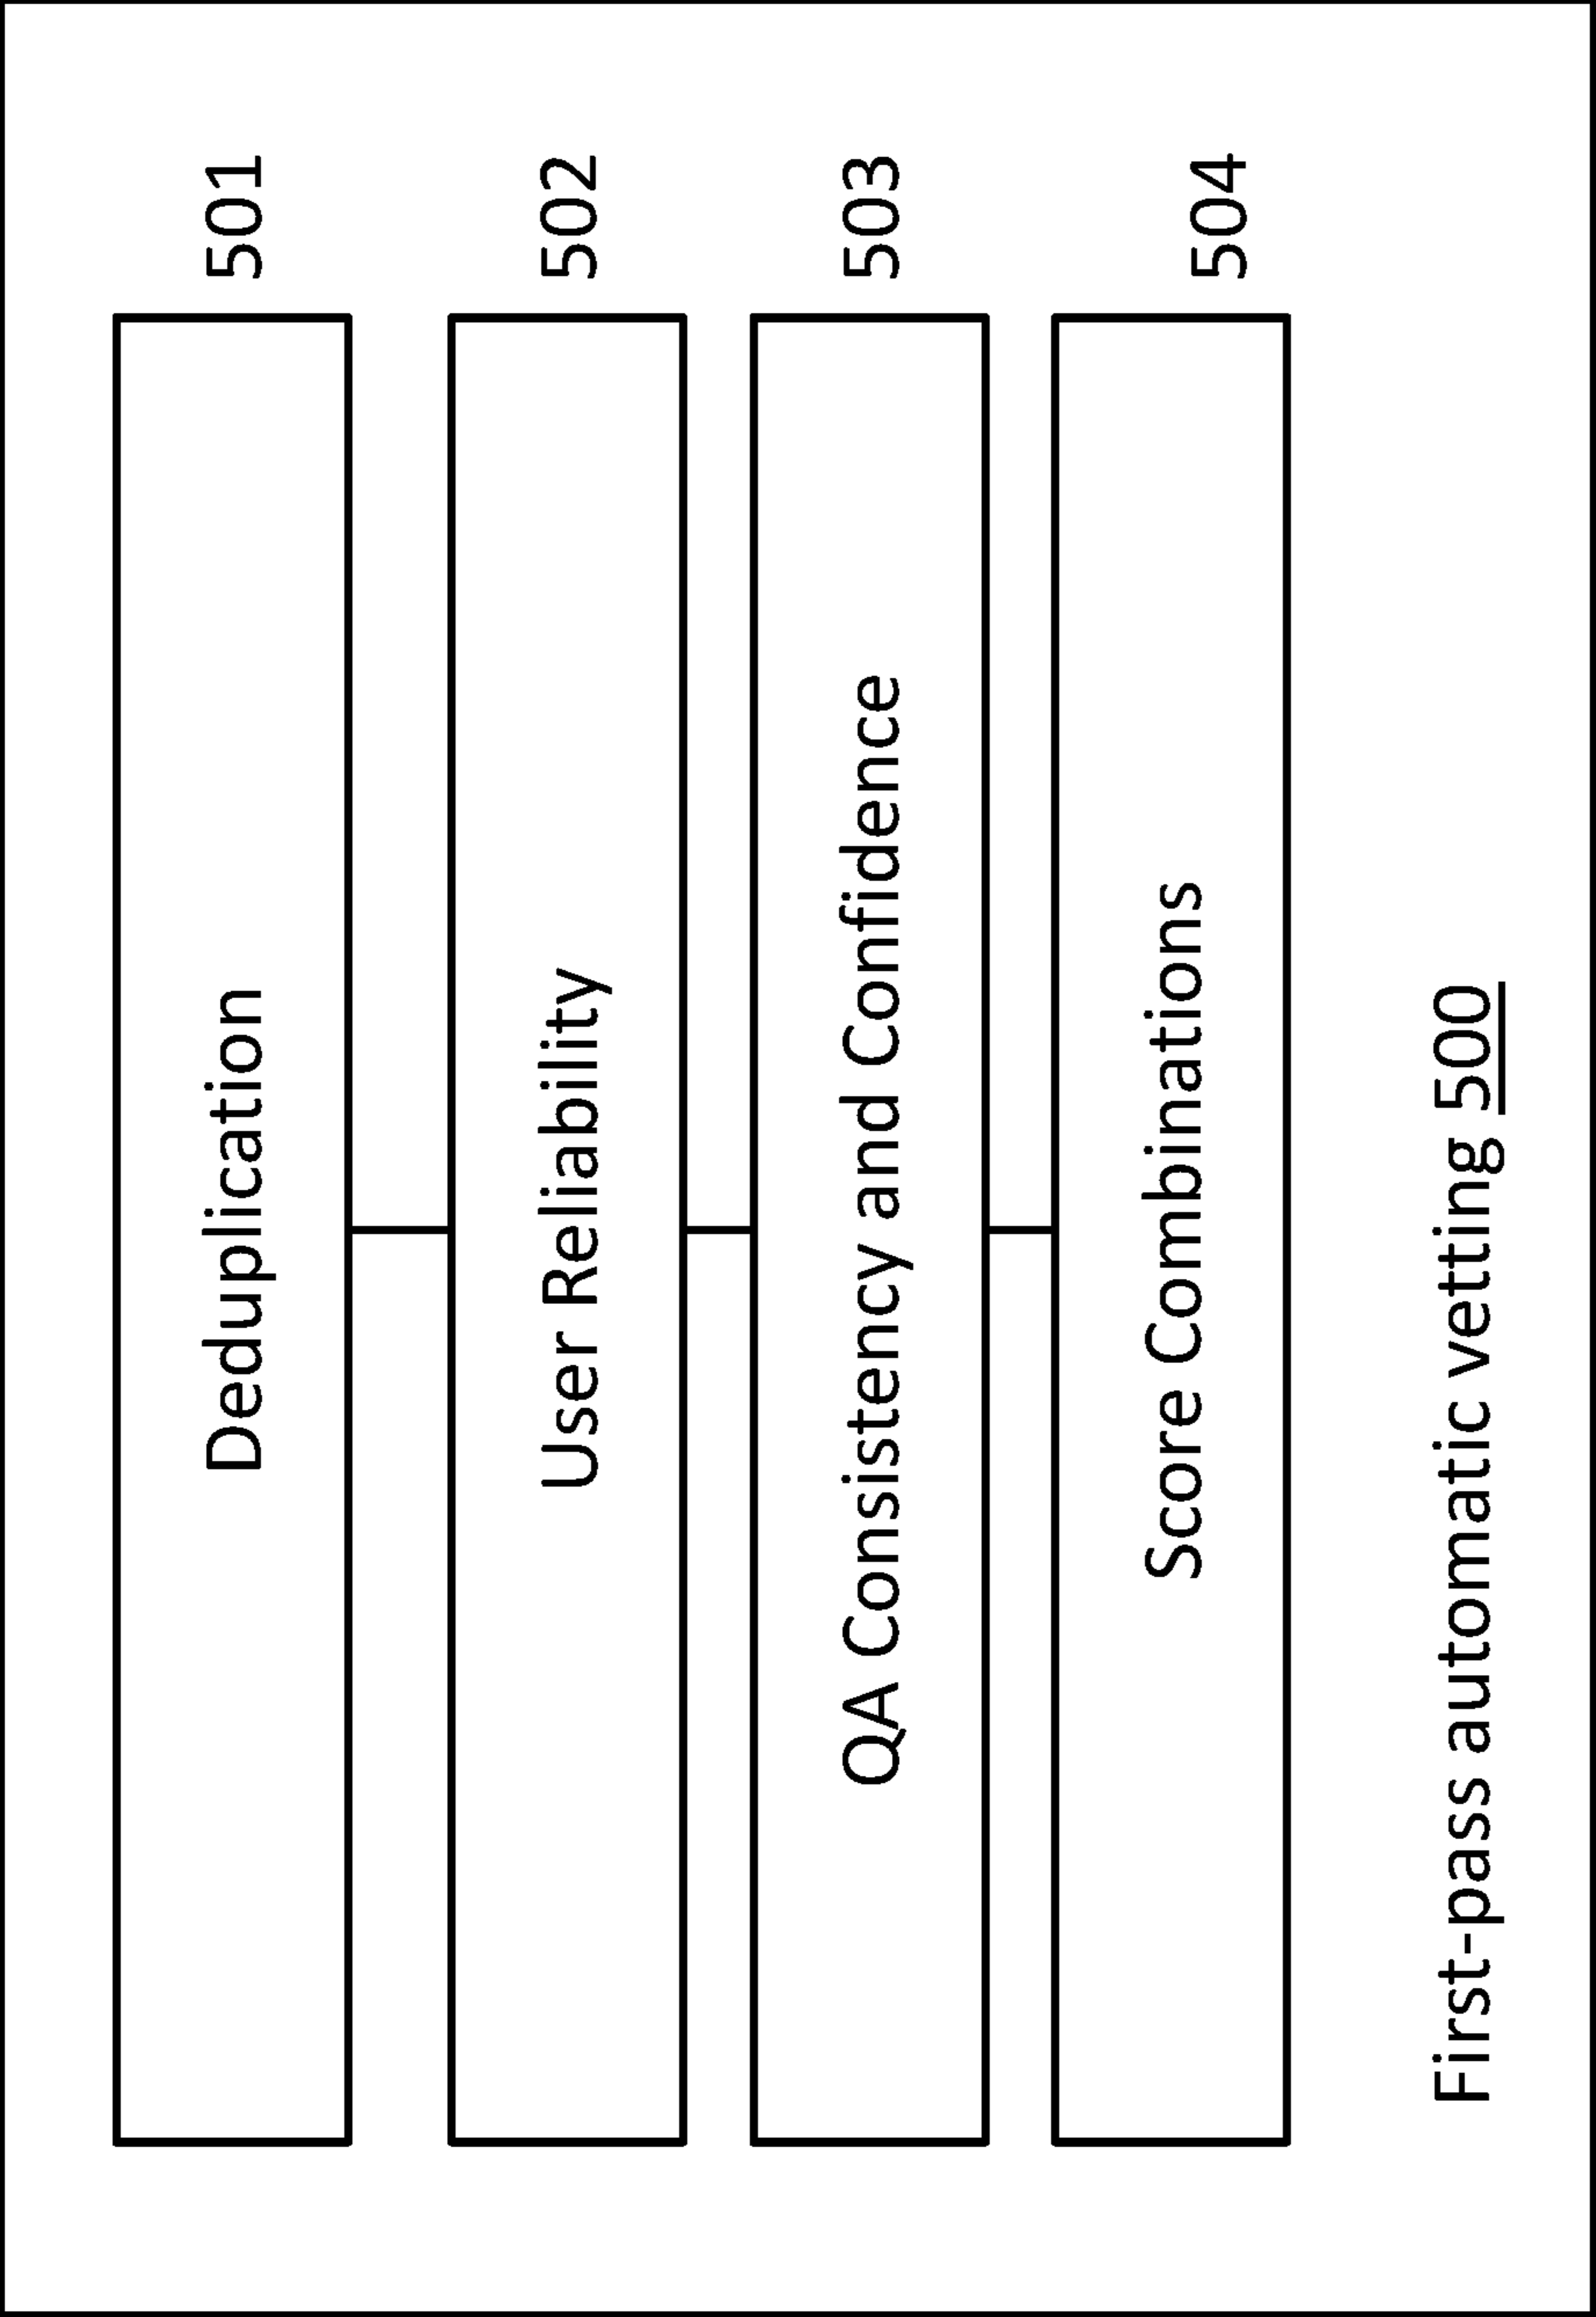 Deduplication 501
User Reliability 502
QA Consistency and Confidence 503
Score Combinations 504
First-pass automatic vetting 500